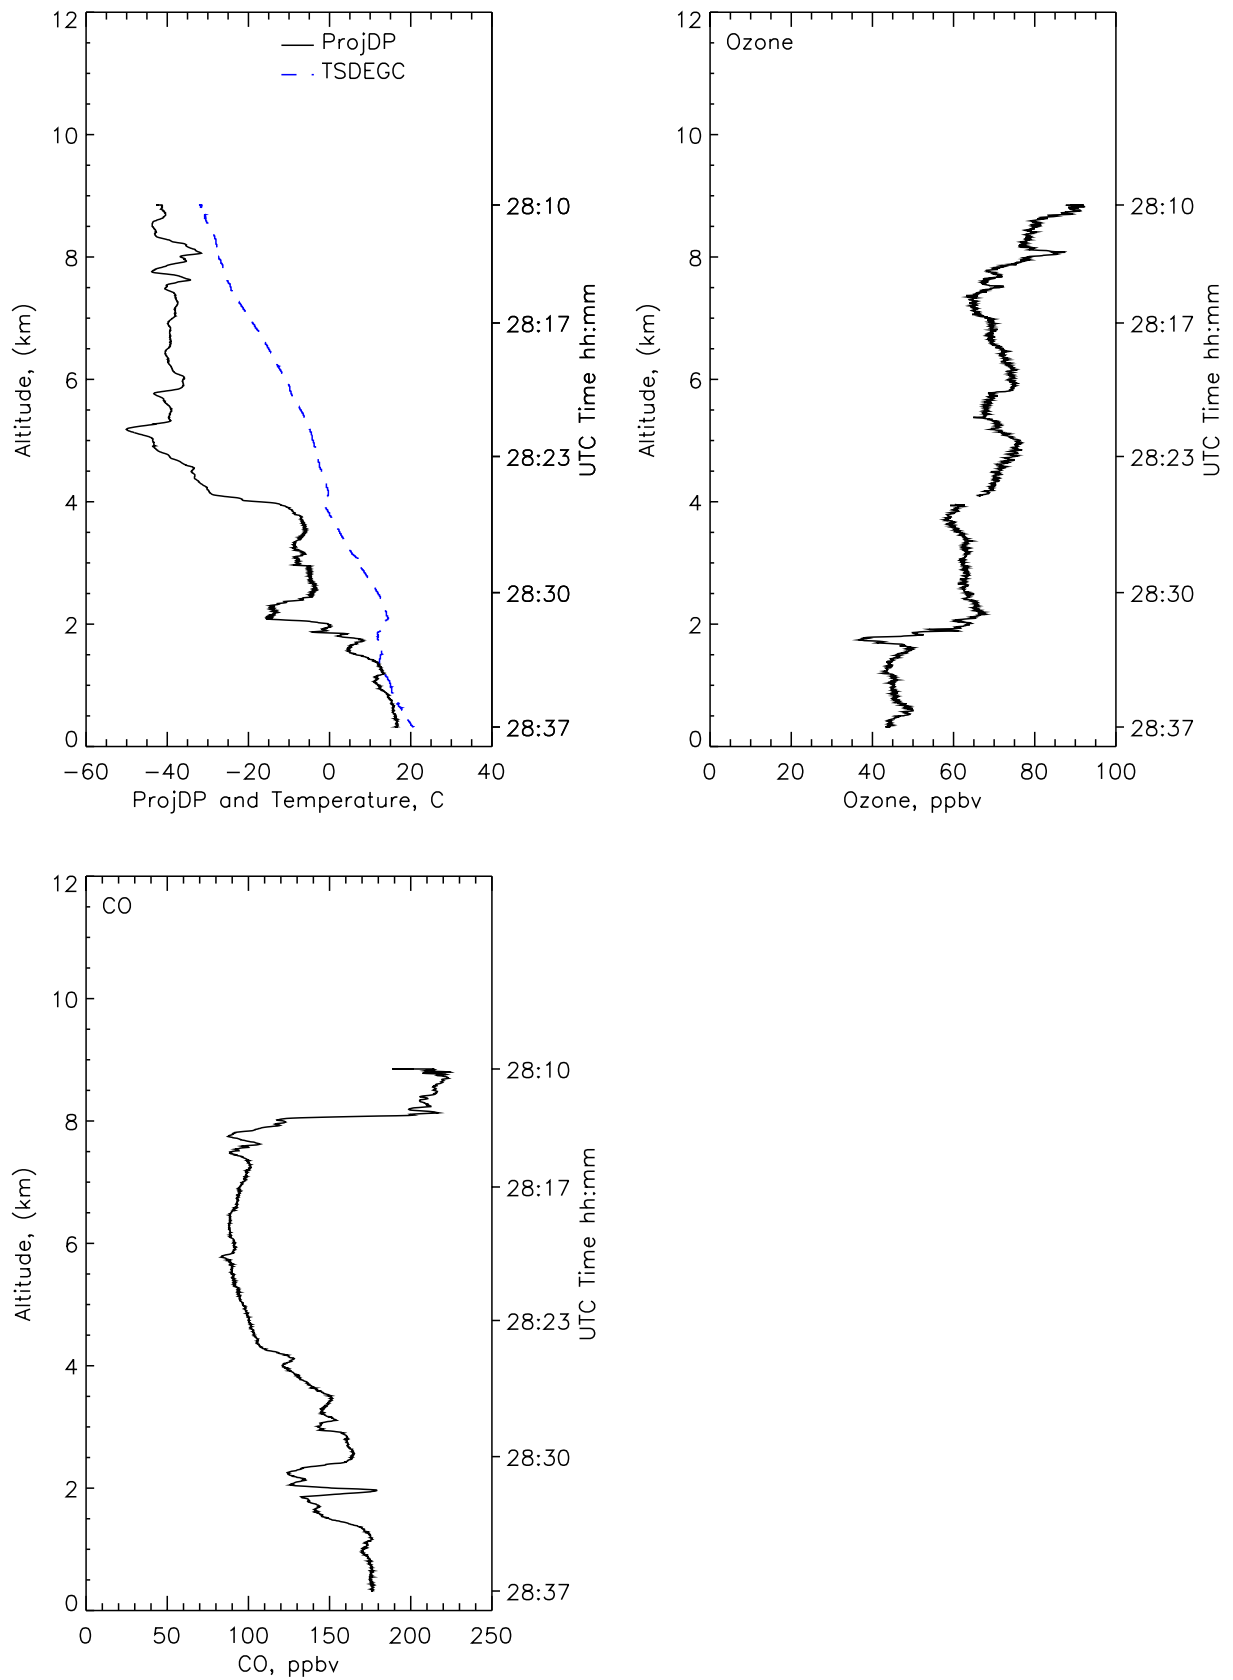 ProjDP
TSDEGC
12
10
8
6
4
2
0
Altitude, (km)
28:10
28:17
28:23
28:30
28:37
UTC Time hh:mm
−60 −40 −20 0 20 40
ProjDP and Temperature, C
Ozone
12
10
8
6
4
2
0
Altitude, (km)
28:10
28:17
28:23
28:30
28:37
UTC Time hh:mm
0 20 40 60 80 100
Ozone, ppbv
CO
12
10
8
6
4
2
0
Altitude, (km)
28:10
28:17
28:23
28:30
28:37
UTC Time hh:mm
0 50 100 150 200 250
CO, ppbv